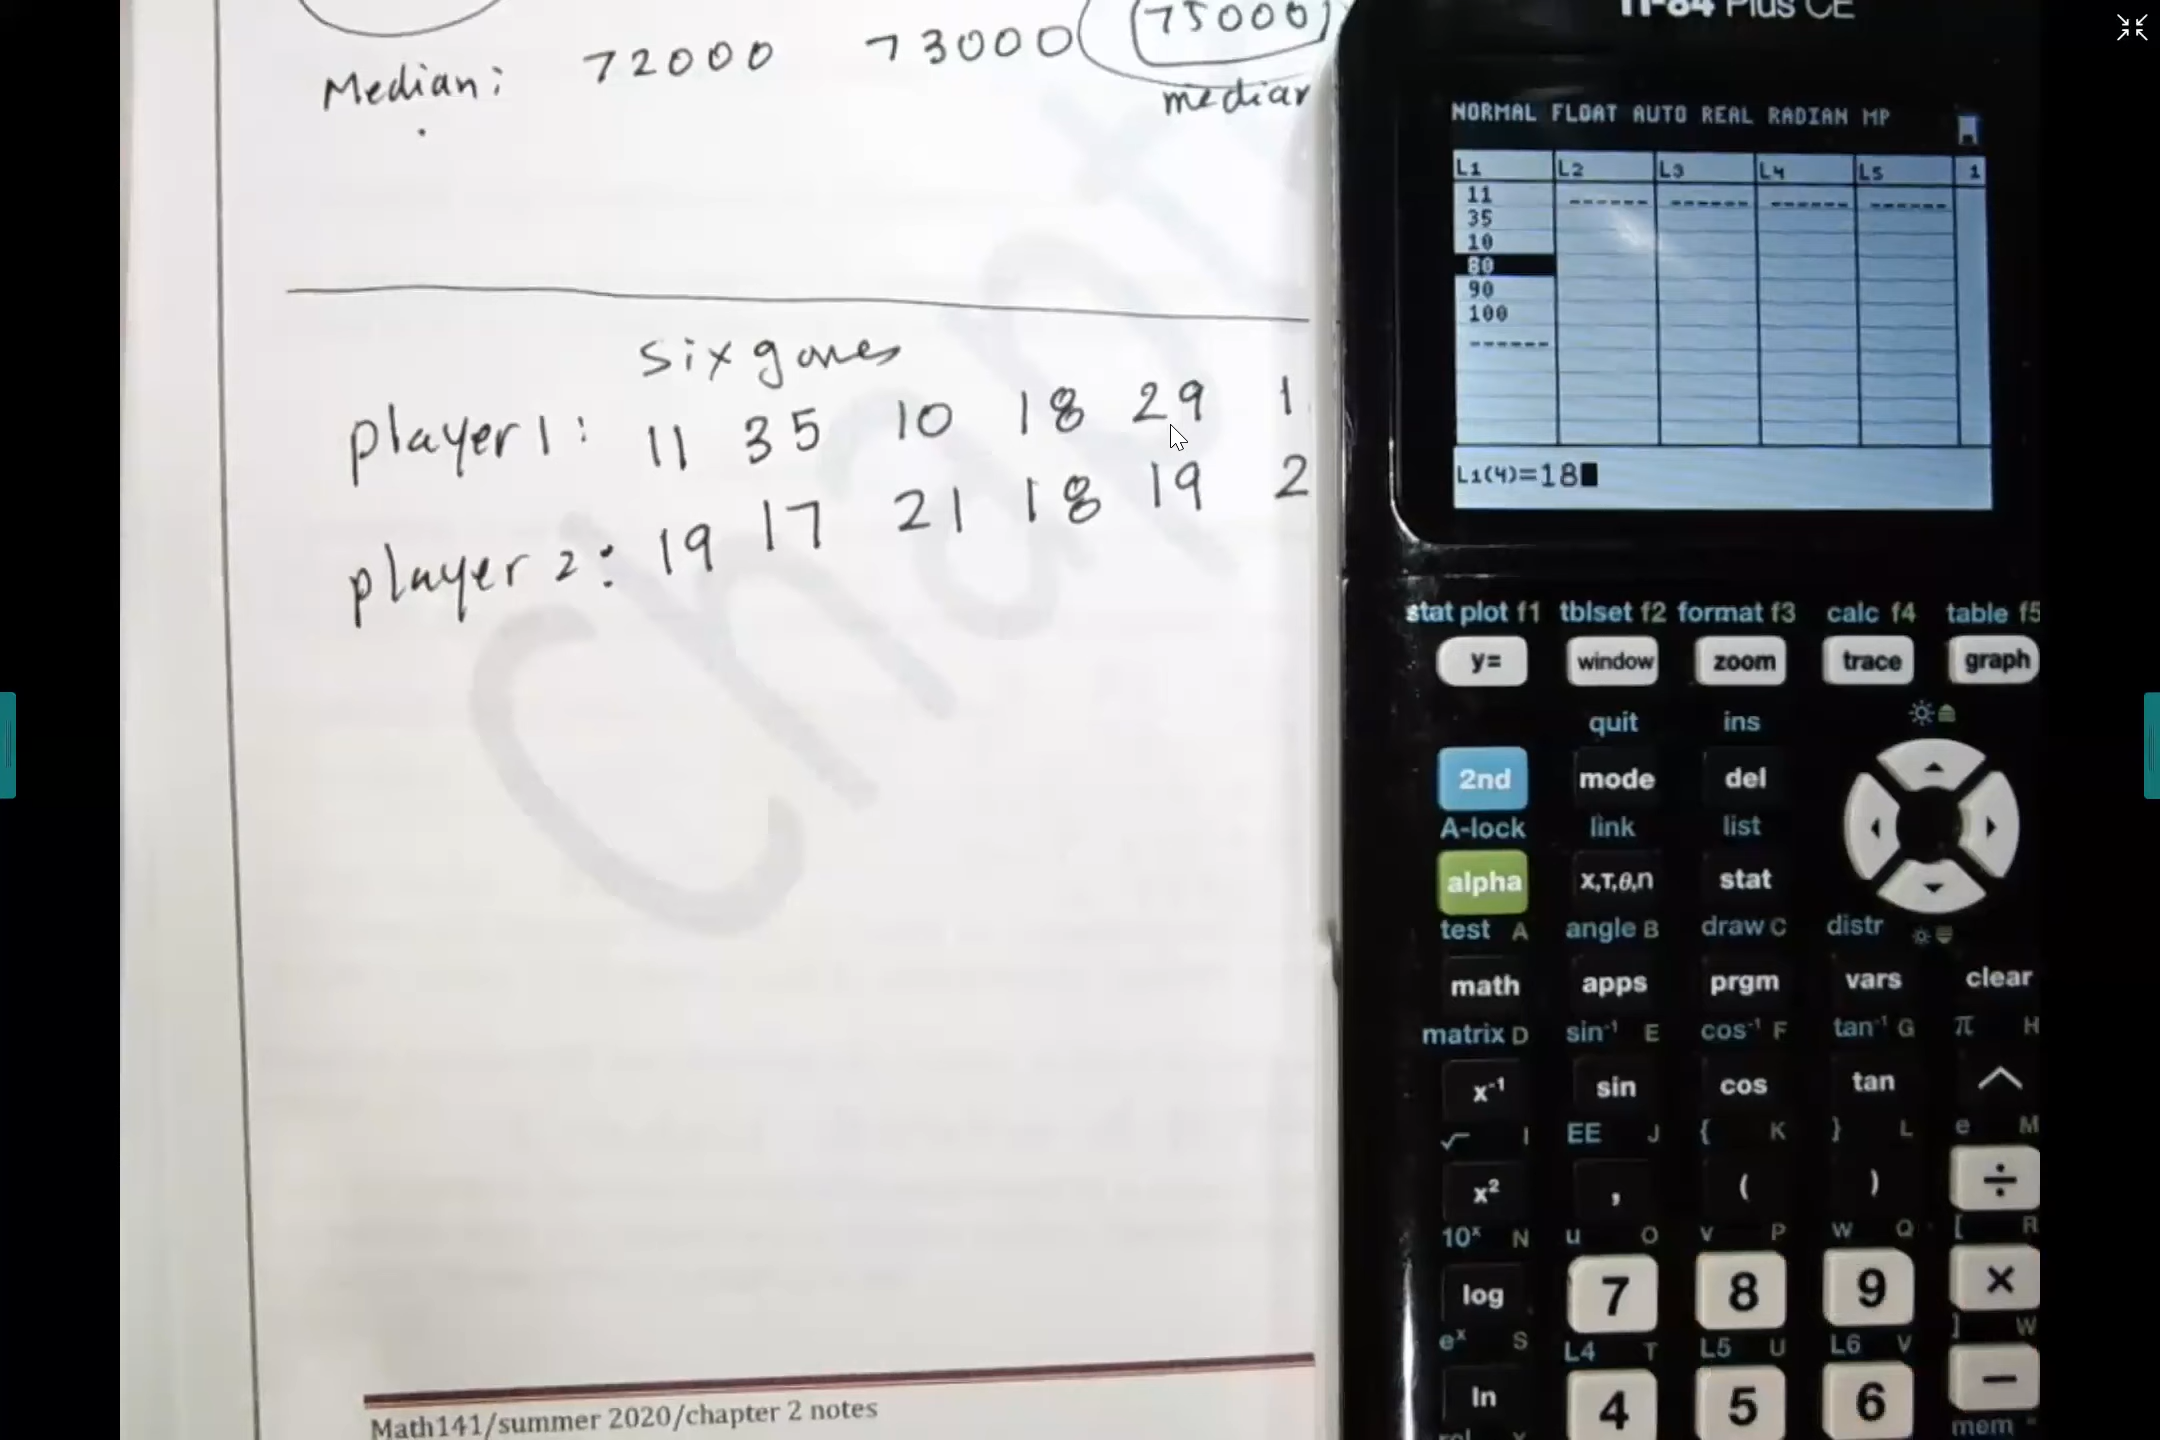 TI-84 Plus CE
75000
Median: 72000 73000
median
NORMAL FLOAT AUTO REAL RADIAN MP
L1 L2 L3 L4 L5 1
11
35
10
80
90
100
L1(4)=18
six games
player 1: 11 35 10 18 29 1
player 2: 19 17 21 18 19 2
Chapt
stat plot f1 tblset f2 format f3 calc f4 table f5
y= window zoom trace graph
quit ins
2nd mode del
A-lock link list
alpha x,T,θ,n stat
test A angle B draw C distr
math apps prgm vars clear
matrix D sin⁻¹ E cos⁻¹ F tan⁻¹ G π H
x⁻¹ sin cos tan ^
√ I EE J { K } L e M
x² , ( ) ÷
10ˣ N u O v P w Q [ R
log 7 8 9 ×
eˣ S L4 T L5 U L6 V ] W
ln 4 5 6 −
mem "
Math141/summer 2020/chapter 2 notes